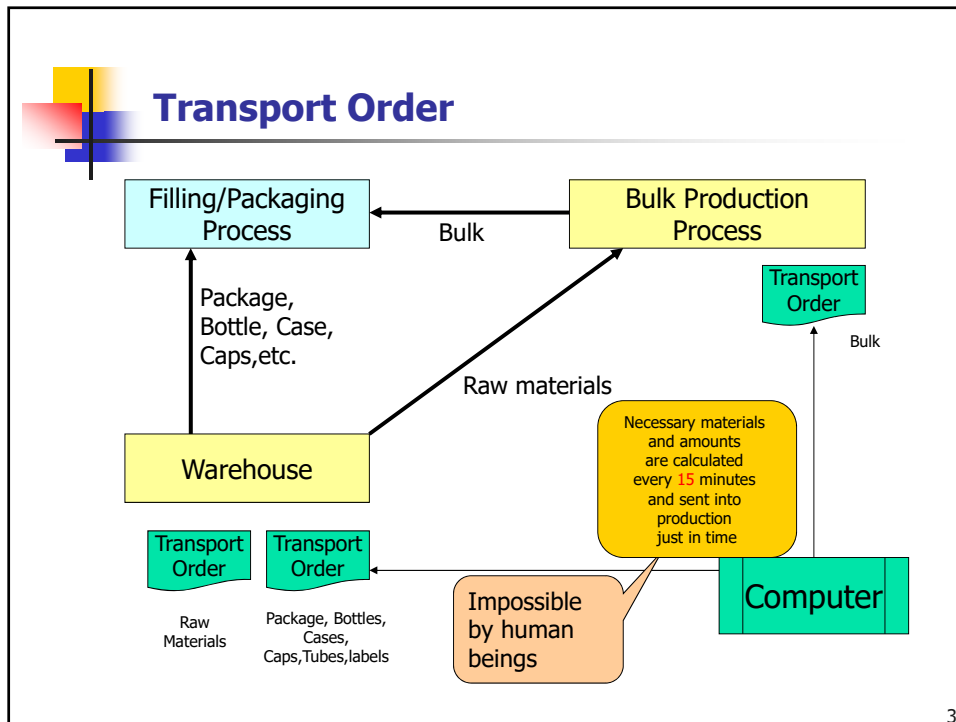 Transport Order
Filling/Packaging
Process
Bulk Production
Process
Bulk
Transport
Order
Bulk
Package,
Bottle, Case,
Caps,etc.
Raw materials
Necessary materials
and amounts
are calculated
every 15 minutes
and sent into
production
just in time
Warehouse
Transport
Order
Transport
Order
Computer
Impossible
by human
beings
Raw
Materials
Package, Bottles,
Cases,
Caps,Tubes,labels
3